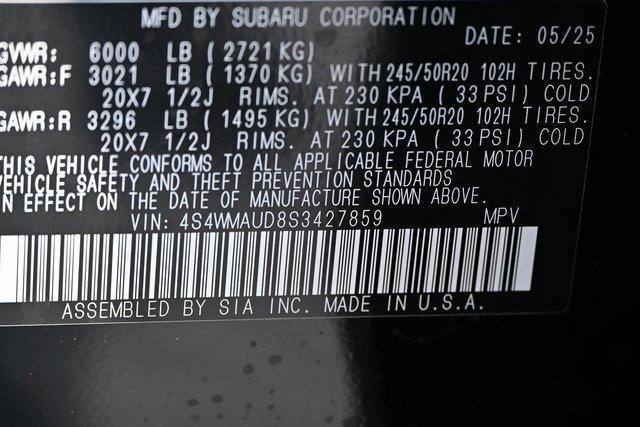 MFD BY SUBARU CORPORATION
DATE: 05/25
GVWR: 6000 LB ( 2721 KG)
GAWR:F 3021 LB ( 1370 KG) WITH 245/50R20 102H TIRES.
20X7 1/2J RIMS. AT 230 KPA ( 33 PSI) COLD
GAWR:R 3296 LB ( 1495 KG) WITH 245/50R20 102H TIRES.
20X7 1/2J RIMS. AT 230 KPA ( 33 PSI) COLD
THIS VEHICLE CONFORMS TO ALL APPLICABLE FEDERAL MOTOR
VEHICLE SAFETY AND THEFT PREVENTION STANDARDS
IN EFFECT ON THE DATE OF MANUFACTURE SHOWN ABOVE.
VIN: 4S4WMAUD8S3427859 MPV
ASSEMBLED BY SIA INC. MADE IN U.S.A.